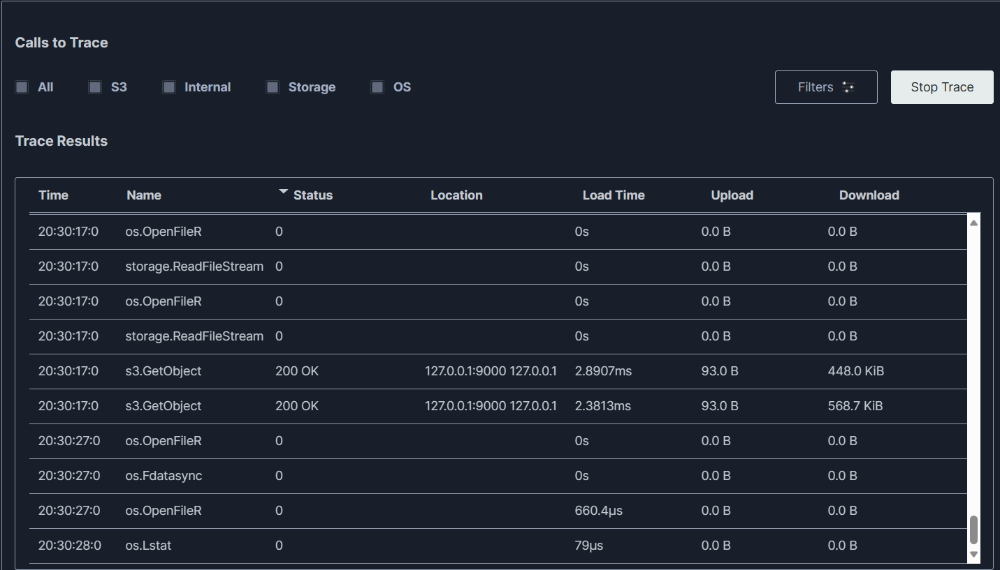 Calls to Trace
All S3 Internal Storage OS Filters Stop Trace
Trace Results
Time Name Status Location Load Time Upload Download
20:30:17:0 os.OpenFileR 0 0s 0.0 B 0.0 B
20:30:17:0 storage.ReadFileStream 0 0s 0.0 B 0.0 B
20:30:17:0 os.OpenFileR 0 0s 0.0 B 0.0 B
20:30:17:0 storage.ReadFileStream 0 0s 0.0 B 0.0 B
20:30:17:0 s3.GetObject 200 OK 127.0.0.1:9000 127.0.0.1 2.8907ms 93.0 B 448.0 KiB
20:30:17:0 s3.GetObject 200 OK 127.0.0.1:9000 127.0.0.1 2.3813ms 93.0 B 568.7 KiB
20:30:27:0 os.OpenFileR 0 0s 0.0 B 0.0 B
20:30:27:0 os.Fdatasync 0 0s 0.0 B 0.0 B
20:30:27:0 os.OpenFileR 0 660.4µs 0.0 B 0.0 B
20:30:28:0 os.Lstat 0 79µs 0.0 B 0.0 B